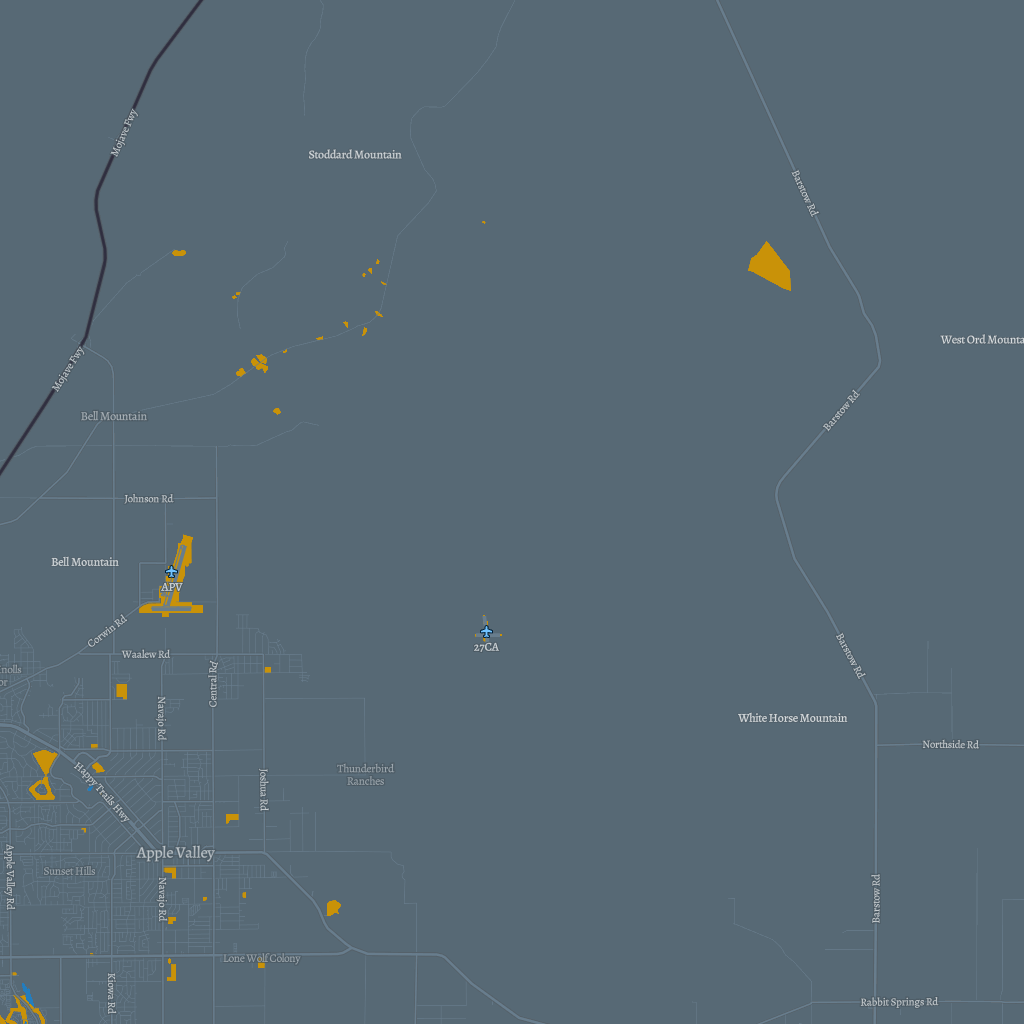 Mojave Fwy
Stoddard Mountain
Barstow Rd
West Ord Mounta
Mojave Fwy
Barstow Rd
Bell Mountain
Johnson Rd
Bell Mountain
APV
Corwin Rd
27CA
Waalew Rd
nolls
or
Central Rd
Barstow Rd
Navajo Rd
White Horse Mountain
Northside Rd
Happy Trails Hwy
Joshua Rd
Thunderbird
Ranches
Apple Valley
Apple Valley Rd
Sunset Hills
Navajo Rd
Barstow Rd
Lone Wolf Colony
Kiowa Rd
Rabbit Springs Rd